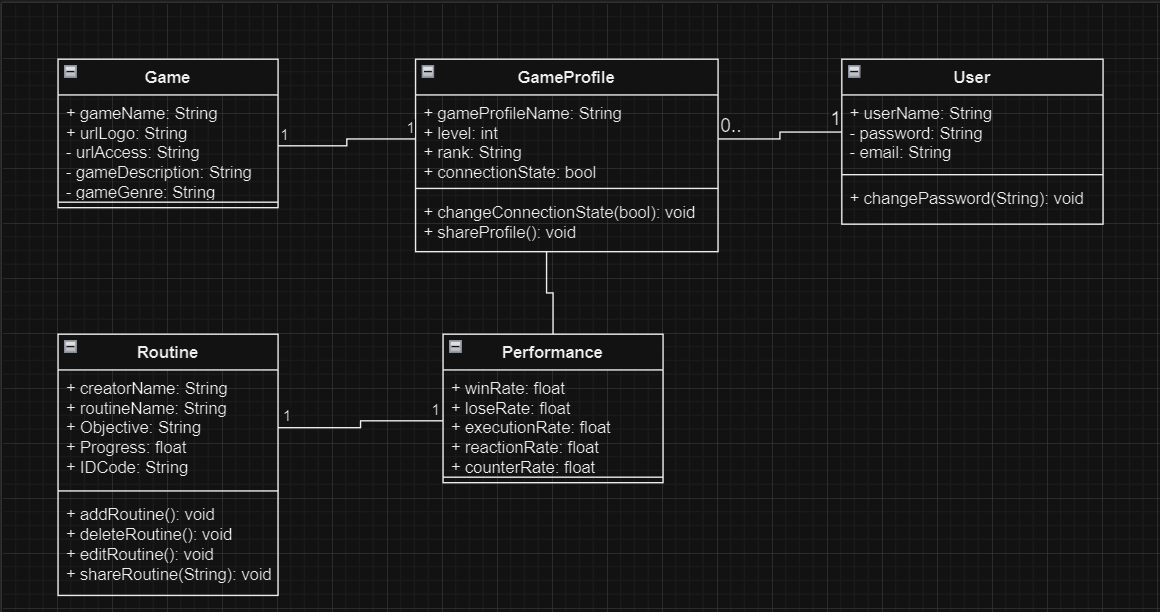 Game
+ gameName: String
+ urlLogo: String
- urlAccess: String
- gameDescription: String
- gameGenre: String
1
1
GameProfile
+ gameProfileName: String
+ level: int
+ rank: String
+ connectionState: bool
+ changeConnectionState(bool): void
+ shareProfile(): void
0..
1
User
+ userName: String
- password: String
- email: String
+ changePassword(String): void
Routine
+ creatorName: String
+ routineName: String
+ Objective: String
+ Progress: float
+ IDCode: String
+ addRoutine(): void
+ deleteRoutine(): void
+ editRoutine(): void
+ shareRoutine(String): void
1
1
Performance
+ winRate: float
+ loseRate: float
+ executionRate: float
+ reactionRate: float
+ counterRate: float